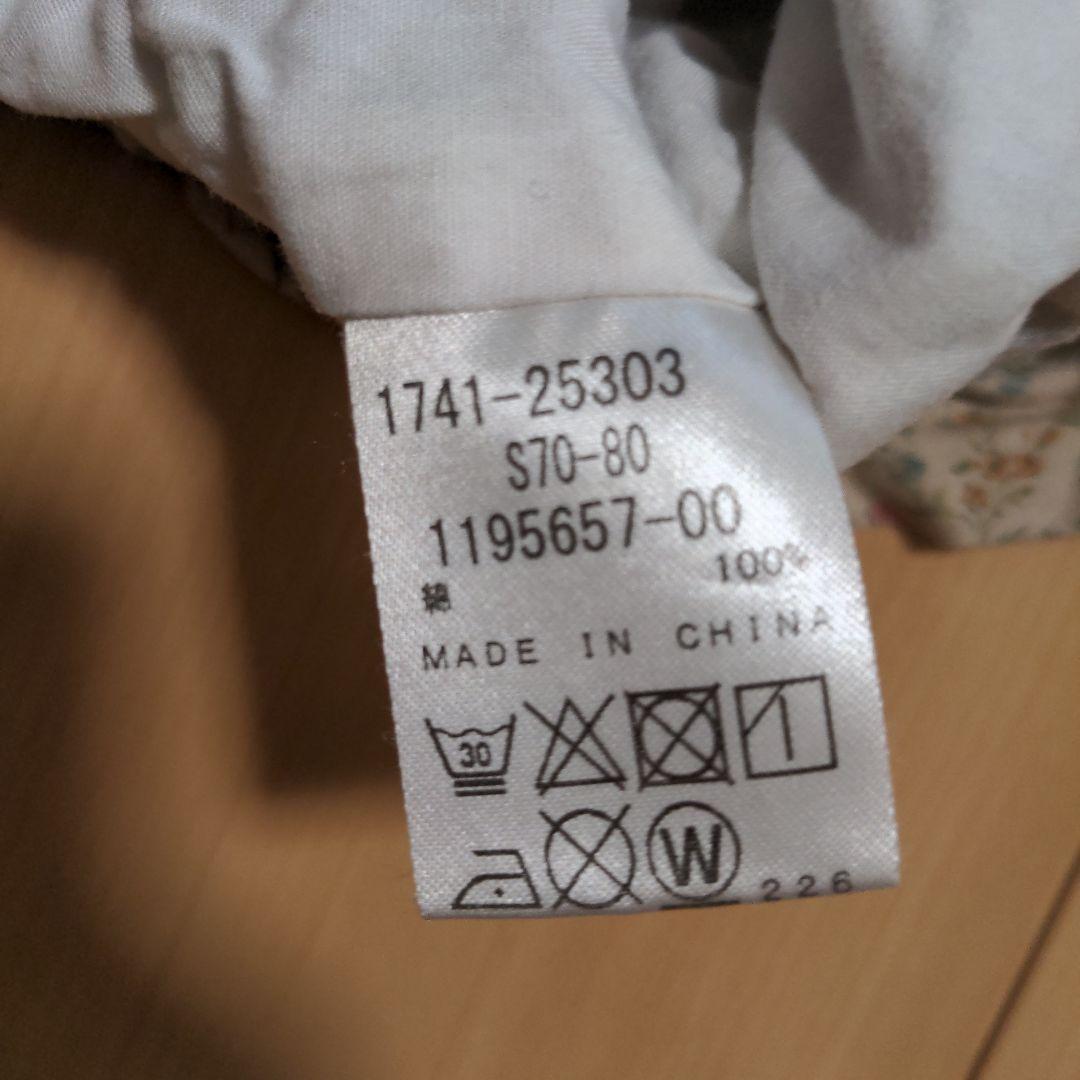 1741-25303
S70-80
1195657-00
綿 100%
MADE IN CHINA
30
W
226